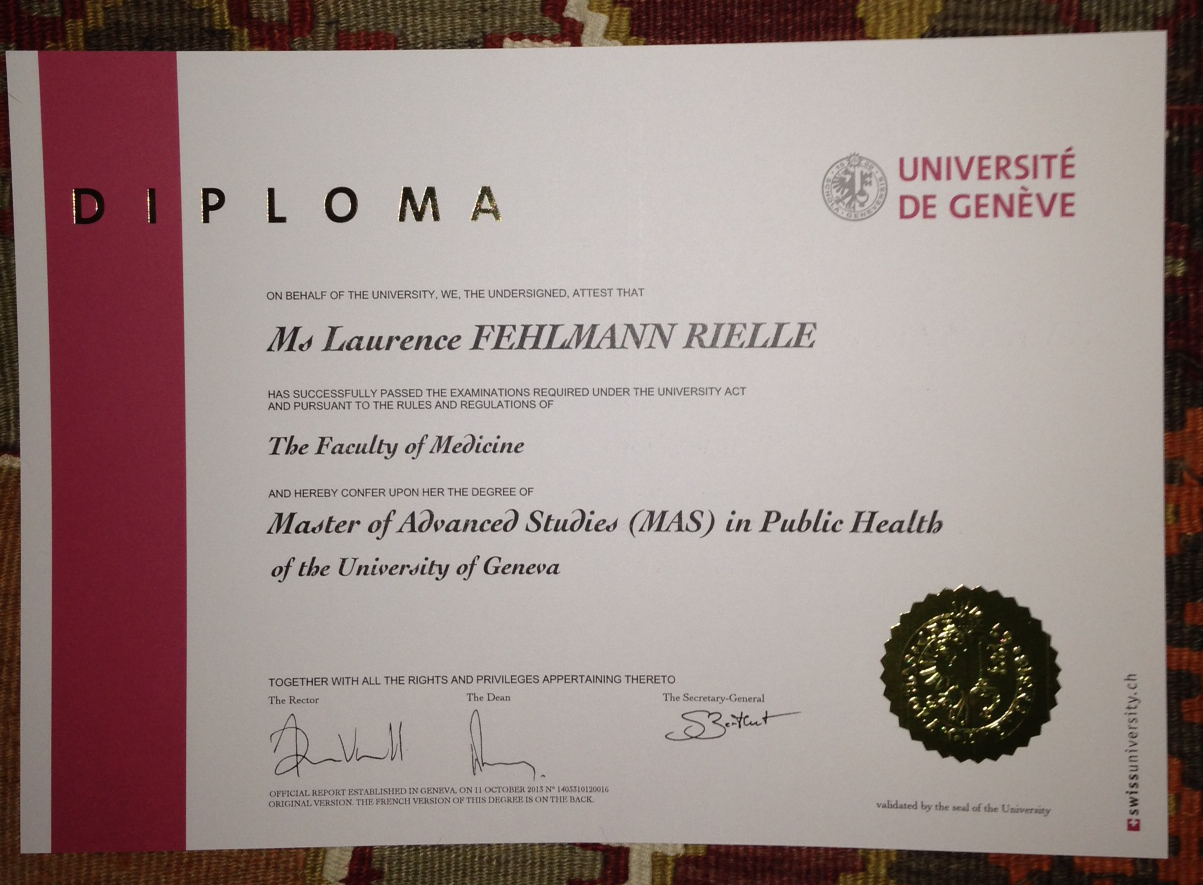 DIPLOMA
UNIVERSITÉ
DE GENÈVE
ON BEHALF OF THE UNIVERSITY, WE, THE UNDERSIGNED, ATTEST THAT
Ms Laurence FEHLMANN RIELLE
HAS SUCCESSFULLY PASSED THE EXAMINATIONS REQUIRED UNDER THE UNIVERSITY ACT
AND PURSUANT TO THE RULES AND REGULATIONS OF
The Faculty of Medicine
AND HEREBY CONFER UPON HER THE DEGREE OF
Master of Advanced Studies (MAS) in Public Health
of the University of Geneva
TOGETHER WITH ALL THE RIGHTS AND PRIVILEGES APPERTAINING THERETO
The Rector
The Dean
The Secretary-General
OFFICIAL REPORT ESTABLISHED IN GENEVA, ON 11 OCTOBER 2013 N° 1403310120016
ORIGINAL VERSION. THE FRENCH VERSION OF THIS DEGREE IS ON THE BACK.
validated by the seal of the University
swissuniversity.ch